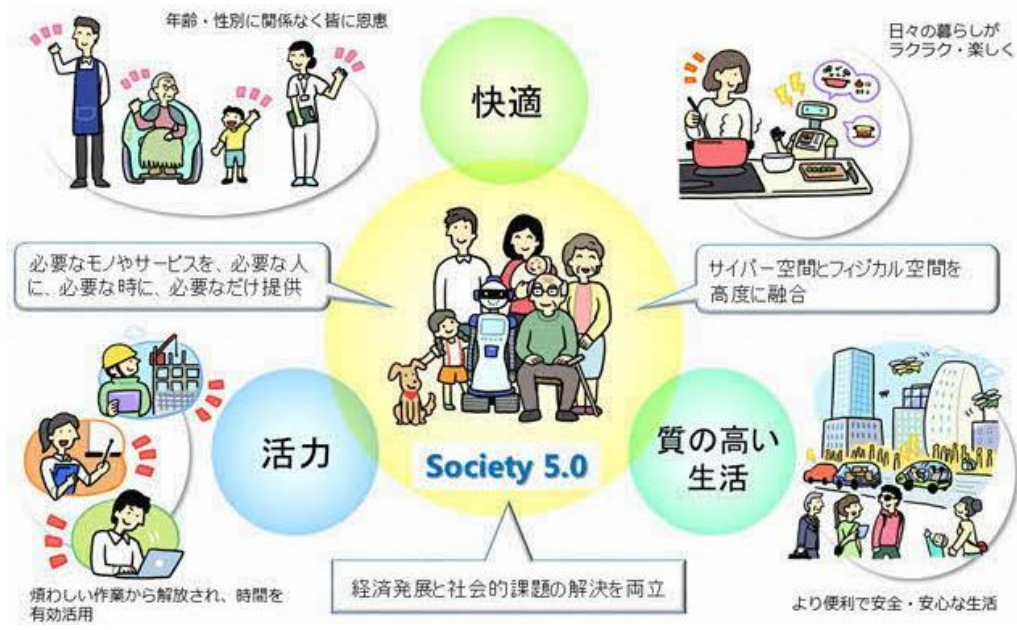 年齢・性別に関係なく皆に恩恵
快適
日々の暮らしが
ラクラク・楽しく
必要なモノやサービスを、必要な人
に、必要な時に、必要なだけ提供
サイバー空間とフィジカル空間を
高度に融合
活力
Society 5.0
質の高い
生活
経済発展と社会的課題の解決を両立
煩わしい作業から解放され、時間を
有効活用
より便利で安全・安心な生活